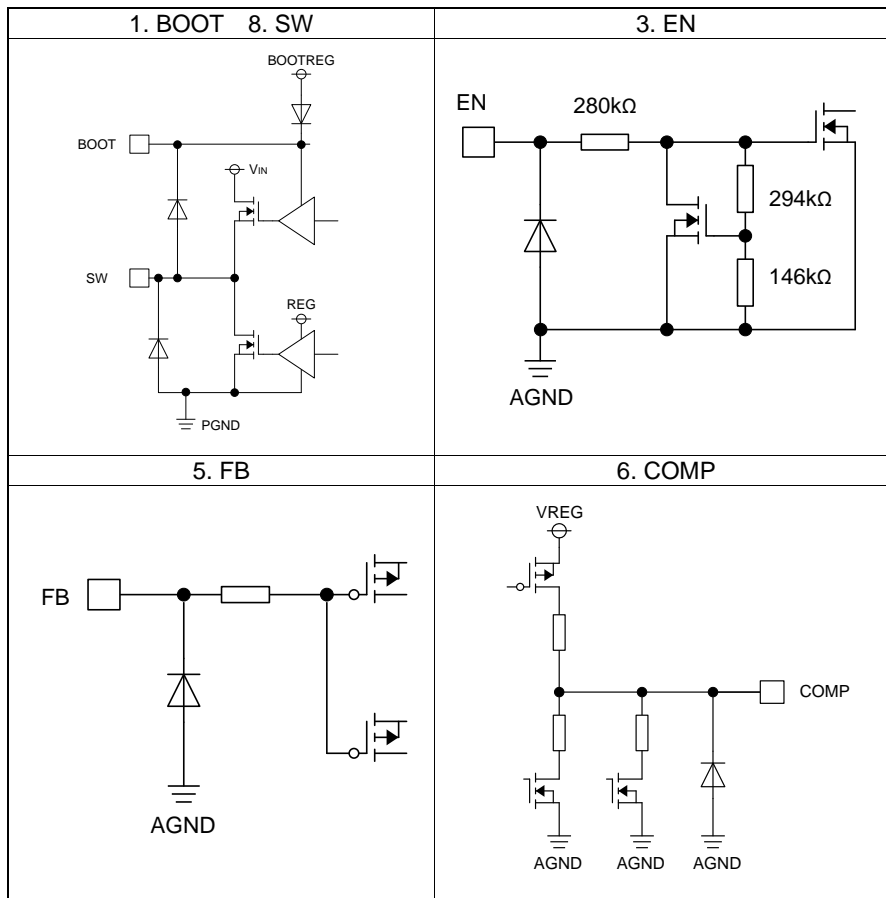 1. BOOT 8. SW
BOOTREG
BOOT
VIN
SW
REG
PGND
3. EN
EN
280kΩ
294kΩ
146kΩ
AGND
5. FB
FB
AGND
6. COMP
VREG
COMP
AGND AGND AGND